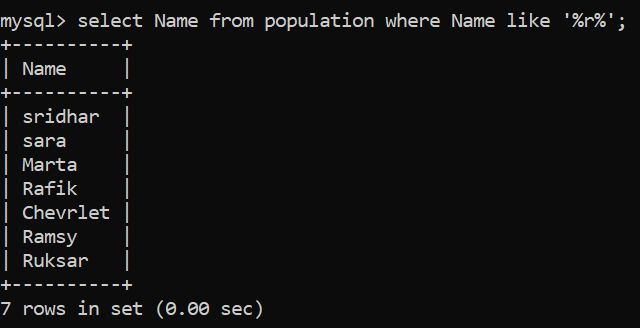 mysql> select Name from population where Name like '%r%';
+----------+
| Name     |
+----------+
| sridhar  |
| sara     |
| Marta    |
| Rafik    |
| Chevrlet |
| Ramsy    |
| Ruksar   |
+----------+
7 rows in set (0.00 sec)